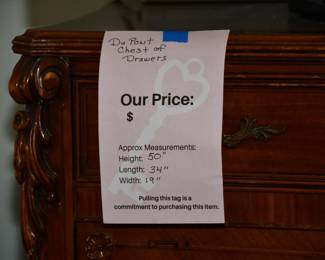 Du Pont
Chest of
Drawers
Our Price:
$
Approx Measurements:
Height: 50"
Length: 34"
Width: 19"
Pulling this tag is a
commitment to purchasing this item.